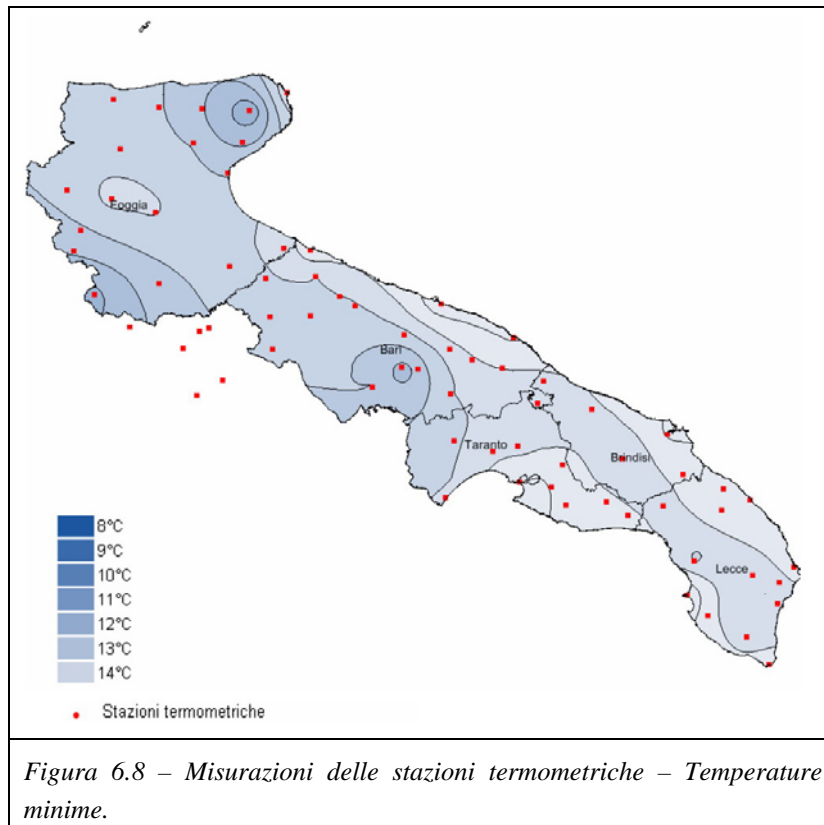 Foggia
Bari
Taranto
Brindisi
Lecce
8°C
9°C
10°C
11°C
12°C
13°C
14°C
Stazioni termometriche
Figura 6.8 – Misurazioni delle stazioni termometriche – Temperature
minime.